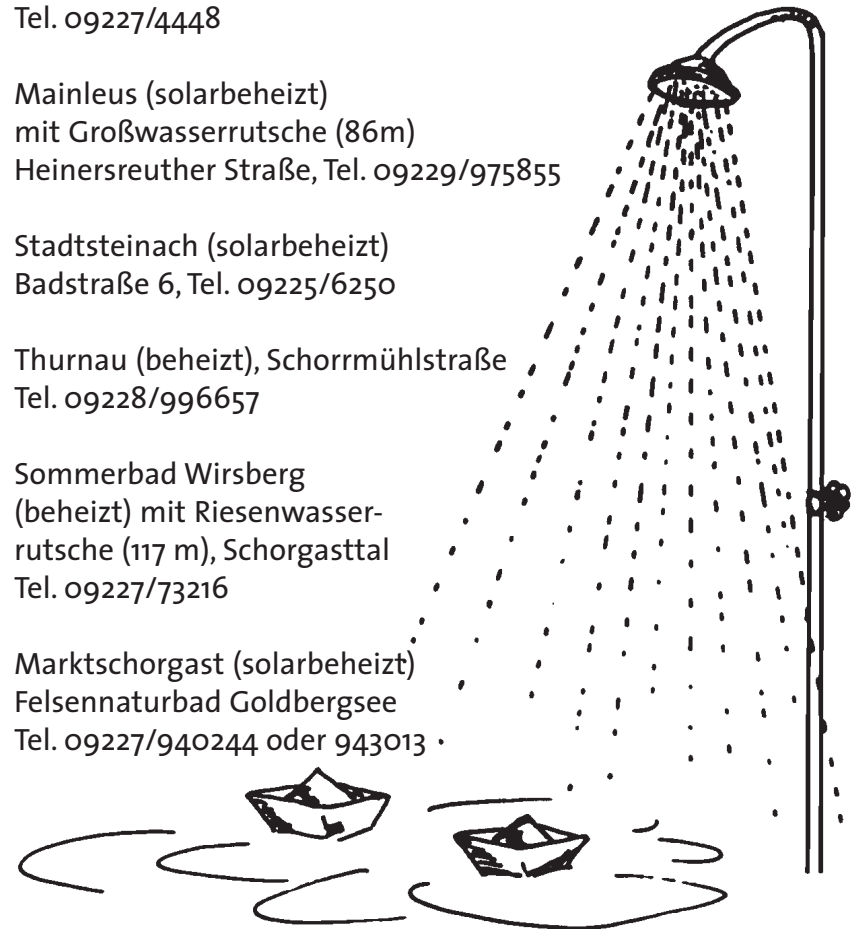 Tel. 09227/4448
Mainleus (solarbeheizt)
mit Großwasserrutsche (86m)
Heinersreuther Straße, Tel. 09229/975855
Stadtsteinach (solarbeheizt)
Badstraße 6, Tel. 09225/6250
Thurnau (beheizt), Schorrmühlstraße
Tel. 09228/996657
Sommerbad Wirsberg
(beheizt) mit Riesenwasser-
rutsche (117 m), Schorgasttal
Tel. 09227/73216
Marktschorgast (solarbeheizt)
Felsennaturbad Goldbergsee
Tel. 09227/940244 oder 943013